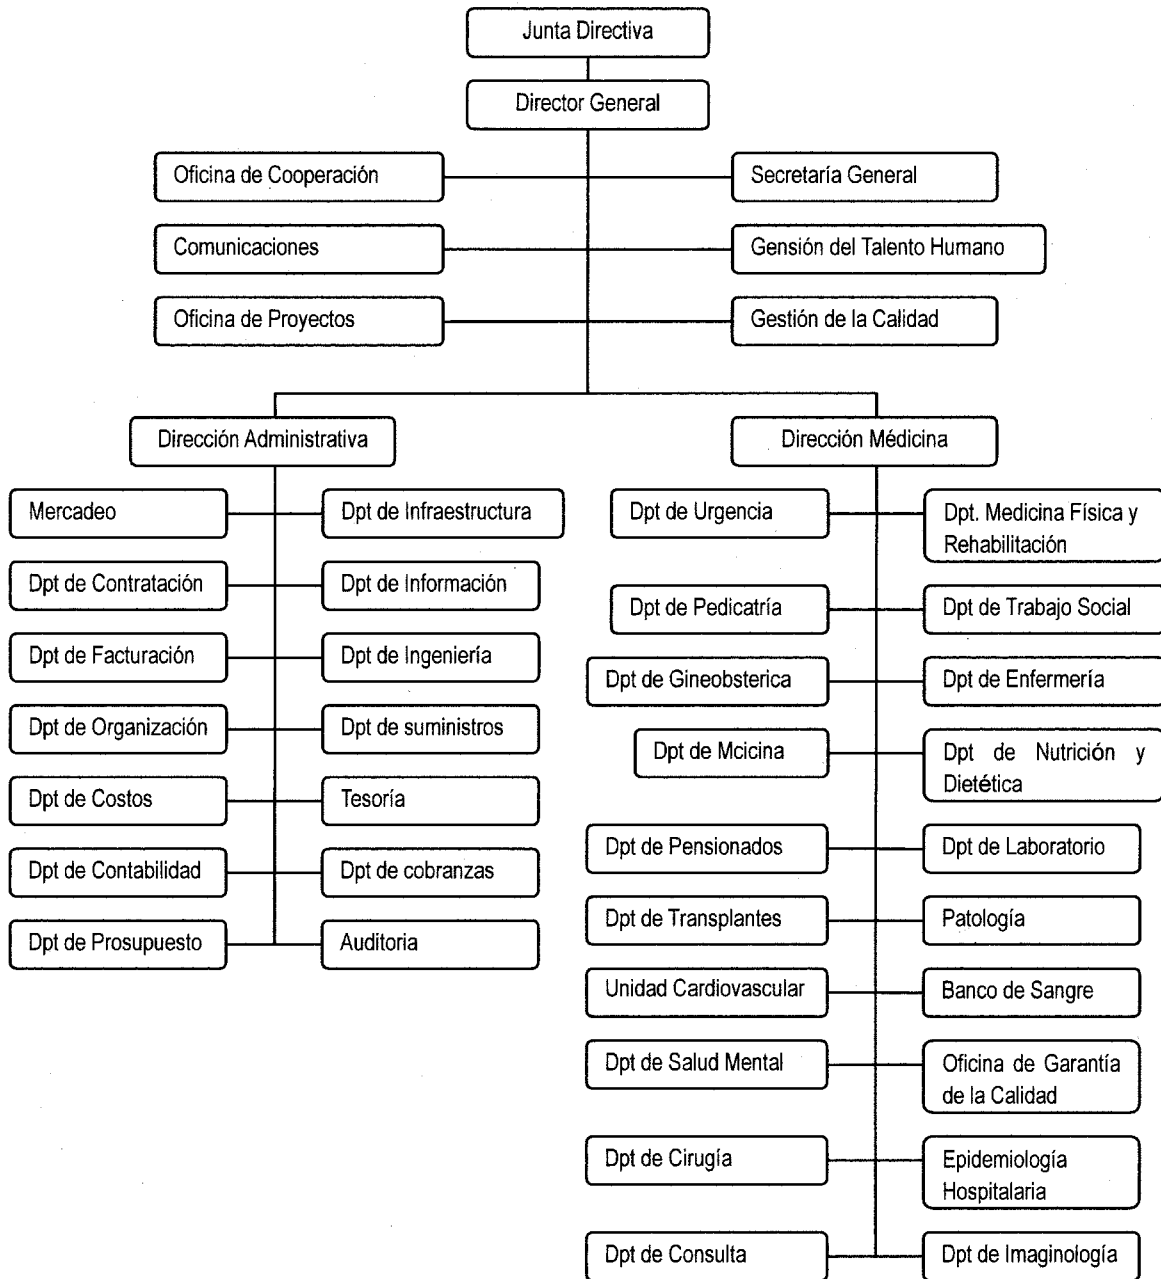 Junta Directiva
Director General
Oficina de Cooperación
Secretaría General
Comunicaciones
Gensión del Talento Humano
Oficina de Proyectos
Gestión de la Calidad
Dirección Administrativa
Dirección Médicina
Mercadeo
Dpt de Infraestructura
Dpt de Contratación
Dpt de Información
Dpt de Facturación
Dpt de Ingeniería
Dpt de Organización
Dpt de suministros
Dpt de Costos
Tesoría
Dpt de Contabilidad
Dpt de cobranzas
Dpt de Prosupuesto
Auditoria
Dpt de Urgencia
Dpt. Medicina Física y
Rehabilitación
Dpt de Pedicatría
Dpt de Trabajo Social
Dpt de Gineobsterica
Dpt de Enfermería
Dpt de Mcicina
Dpt de Nutrición y
Dietética
Dpt de Pensionados
Dpt de Laboratorio
Dpt de Transplantes
Patología
Unidad Cardiovascular
Banco de Sangre
Dpt de Salud Mental
Oficina de Garantía
de la Calidad
Dpt de Cirugía
Epidemiología
Hospitalaria
Dpt de Consulta
Dpt de Imaginología